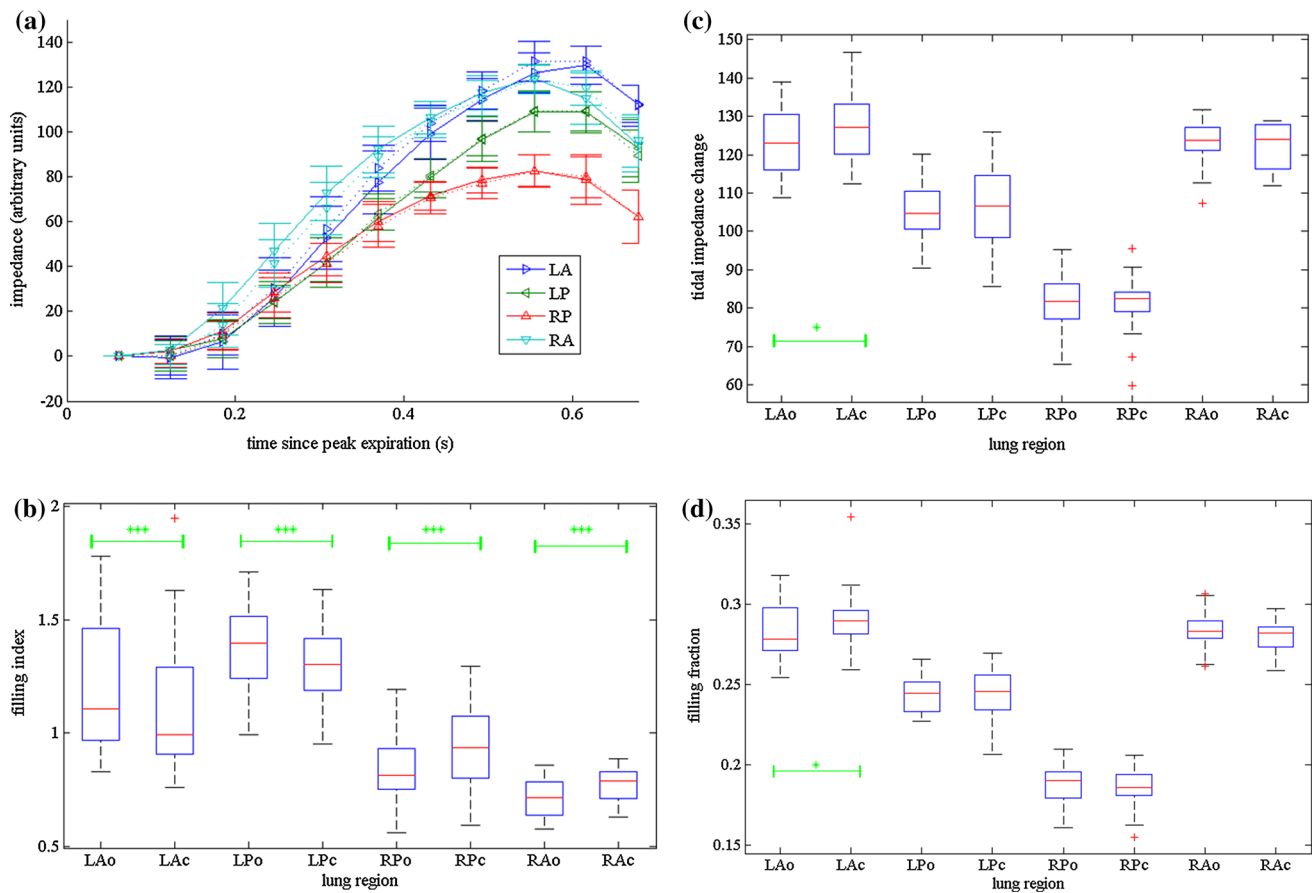 (a)
140
120
100
80
60
40
20
0
-20
impedance (arbitrary units)
0
0.2
0.4
0.6
time since peak expiration (s)
LA
LP
RP
RA
(c)
150
140
130
120
110
100
90
80
70
60
tidal impedance change
*
LAo LAc LPo LPc RPo RPc RAo RAc
lung region
(b)
2
1.5
1
0.5
filling index
*** *** *** ***
LAo LAc LPo LPc RPo RPc RAo RAc
lung region
(d)
0.35
0.3
0.25
0.2
0.15
filling fraction
*
LAo LAc LPo LPc RPo RPc RAo RAc
lung region